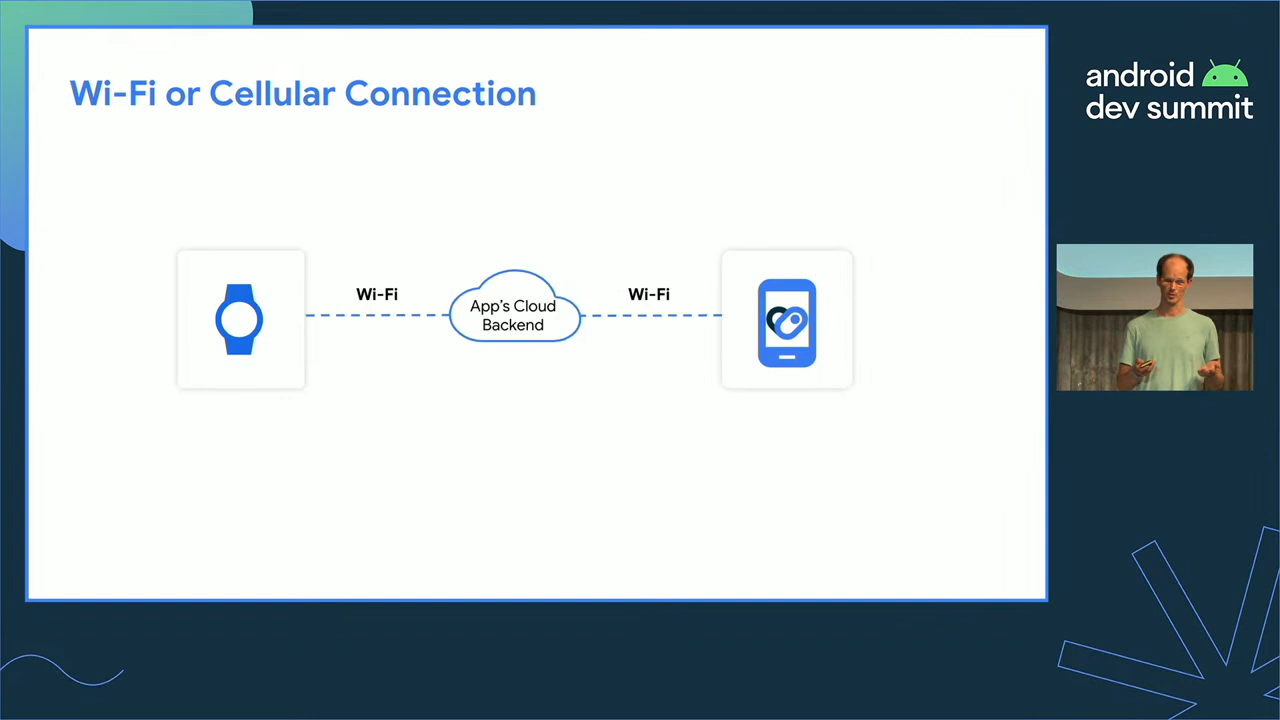 Wi-Fi or Cellular Connection
android
dev summit
Wi-Fi
App's Cloud
Backend
Wi-Fi